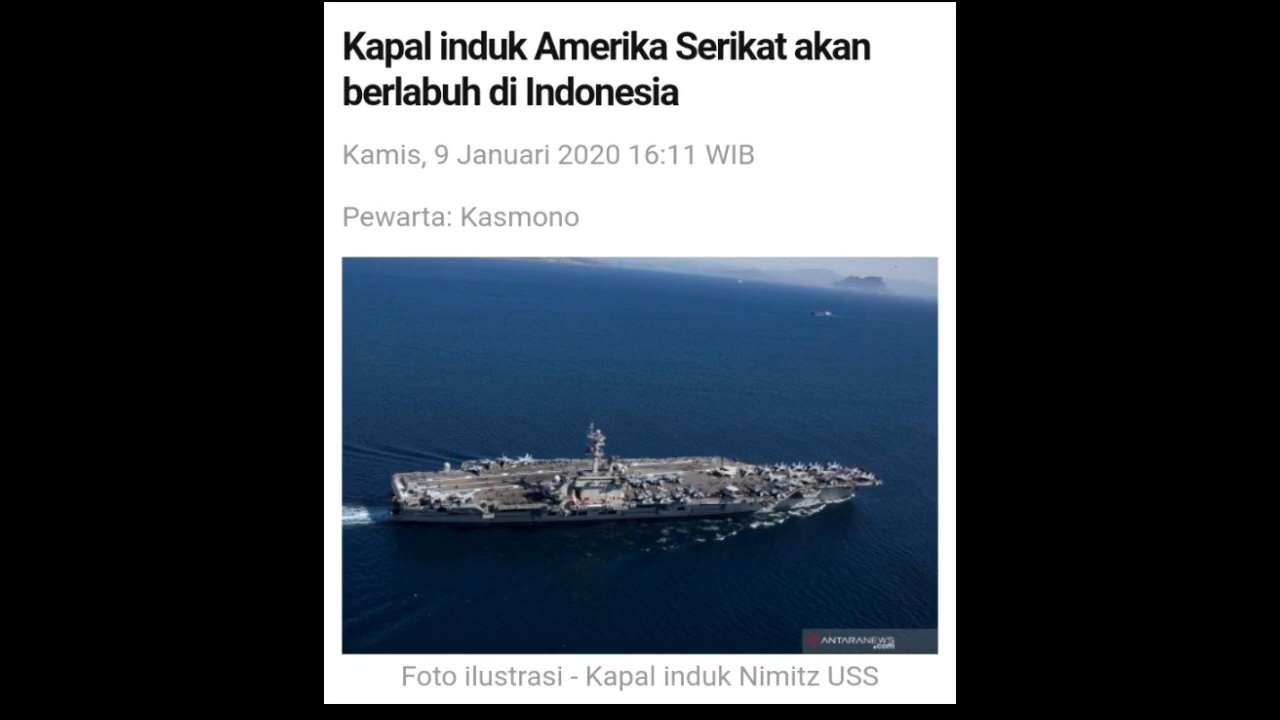 Kapal induk Amerika Serikat akan
berlabuh di Indonesia
Kamis, 9 Januari 2020 16:11 WIB
Pewarta: Kasmono
ANTARANEWS
.com
Foto ilustrasi - Kapal induk Nimitz USS